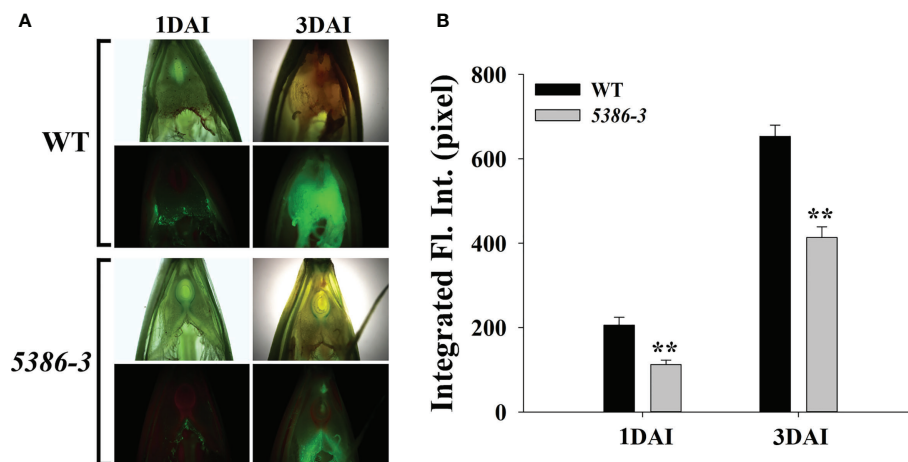 A
1DAI 3DAI
WT
5386-3
B
Integrated Fl. Int. (pixel)
800
600
400
200
0
WT
5386-3
**
**
1DAI 3DAI